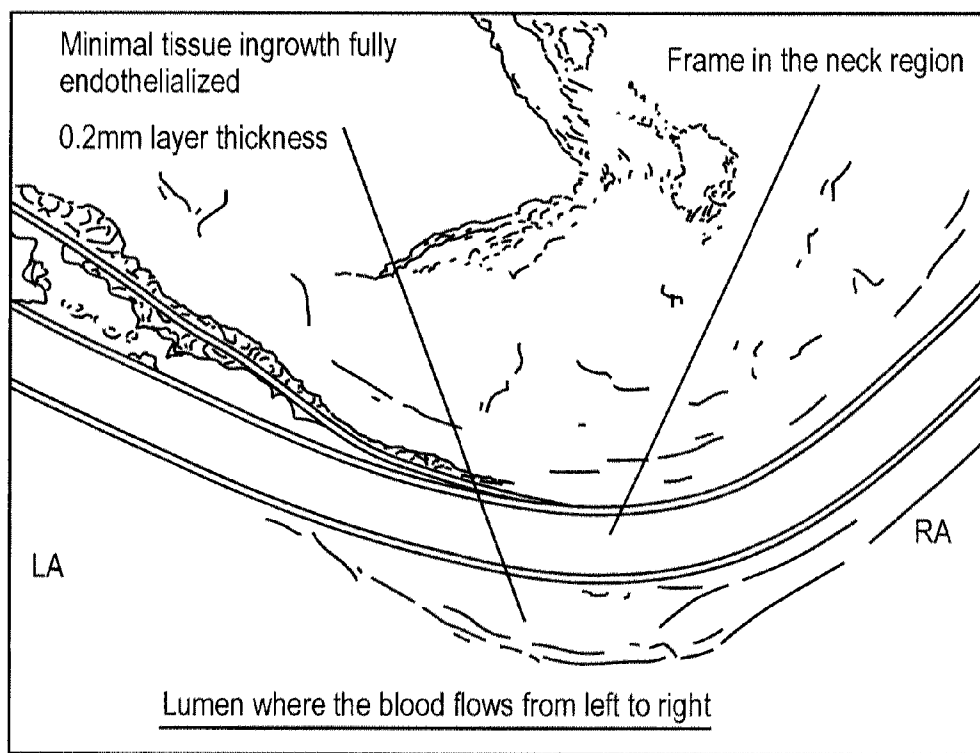 Minimal tissue ingrowth fully
endothelialized
0.2mm layer thickness
Frame in the neck region
LA
RA
Lumen where the blood flows from left to right